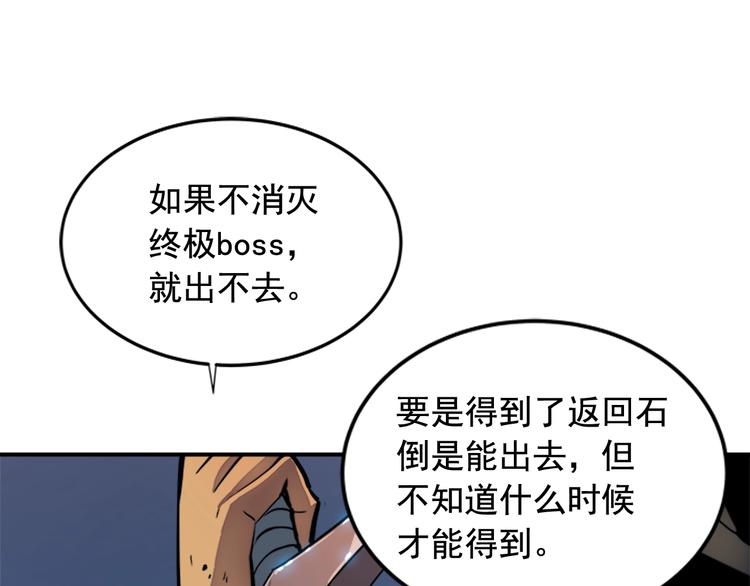 如果不消灭
终极boss，
就出不去。
要是得到了返回石
倒是能出去，但
不知道什么时候
才能得到。